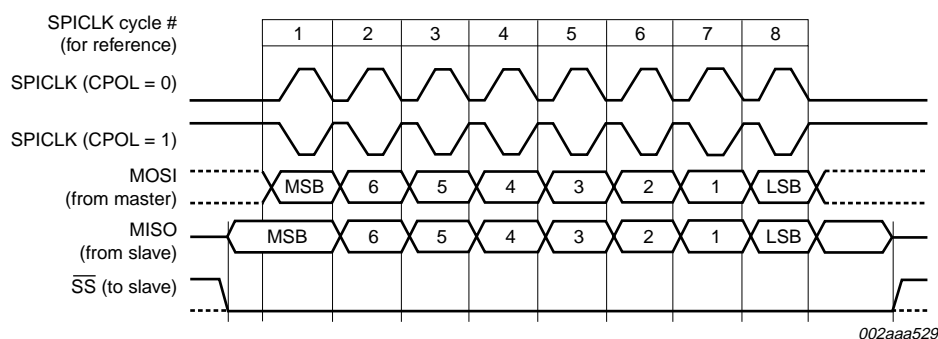 SPICLK cycle #
(for reference)
1 2 3 4 5 6 7 8
SPICLK (CPOL = 0)
SPICLK (CPOL = 1)
MOSI
(from master)
MSB 6 5 4 3 2 1 LSB
MISO
(from slave)
MSB 6 5 4 3 2 1 LSB
S̅S̅ (to slave)
002aaa529